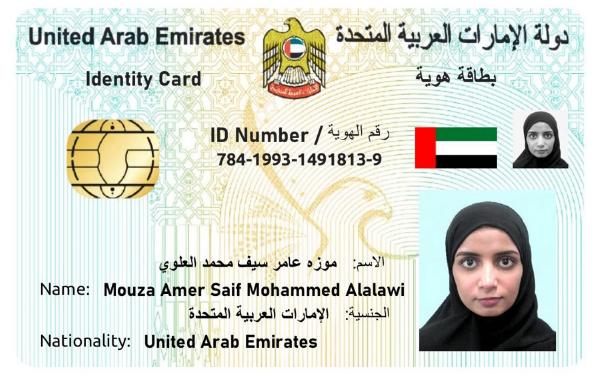 United Arab Emirates دولة الإمارات العربية المتحدة
Identity Card بطاقة هوية
ID Number / رقم الهوية
784-1993-1491813-9
الاسم: موزه عامر سيف محمد العلوي
Name: Mouza Amer Saif Mohammed Alalawi
الجنسية: الإمارات العربية المتحدة
Nationality: United Arab Emirates